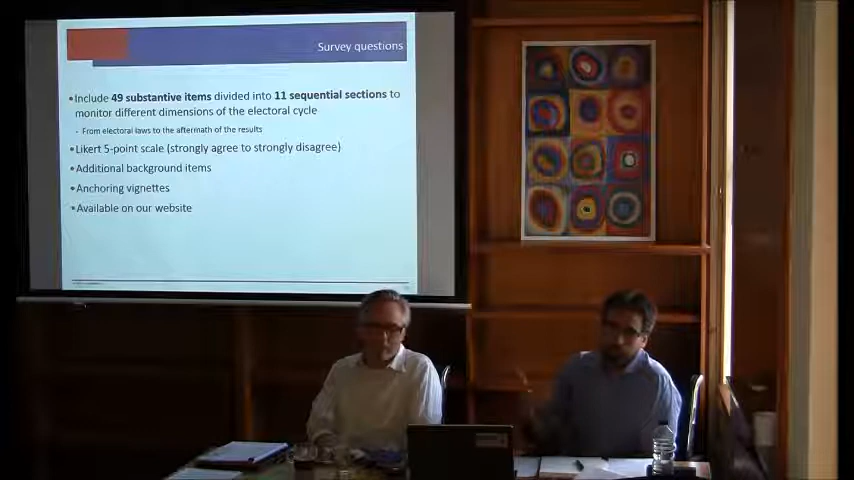 Survey questions
•Include 49 substantive items divided into 11 sequential sections to
monitor different dimensions of the electoral cycle
- From electoral laws to the aftermath of the results
•Likert 5-point scale (strongly agree to strongly disagree)
•Additional background items
•Anchoring vignettes
•Available on our website